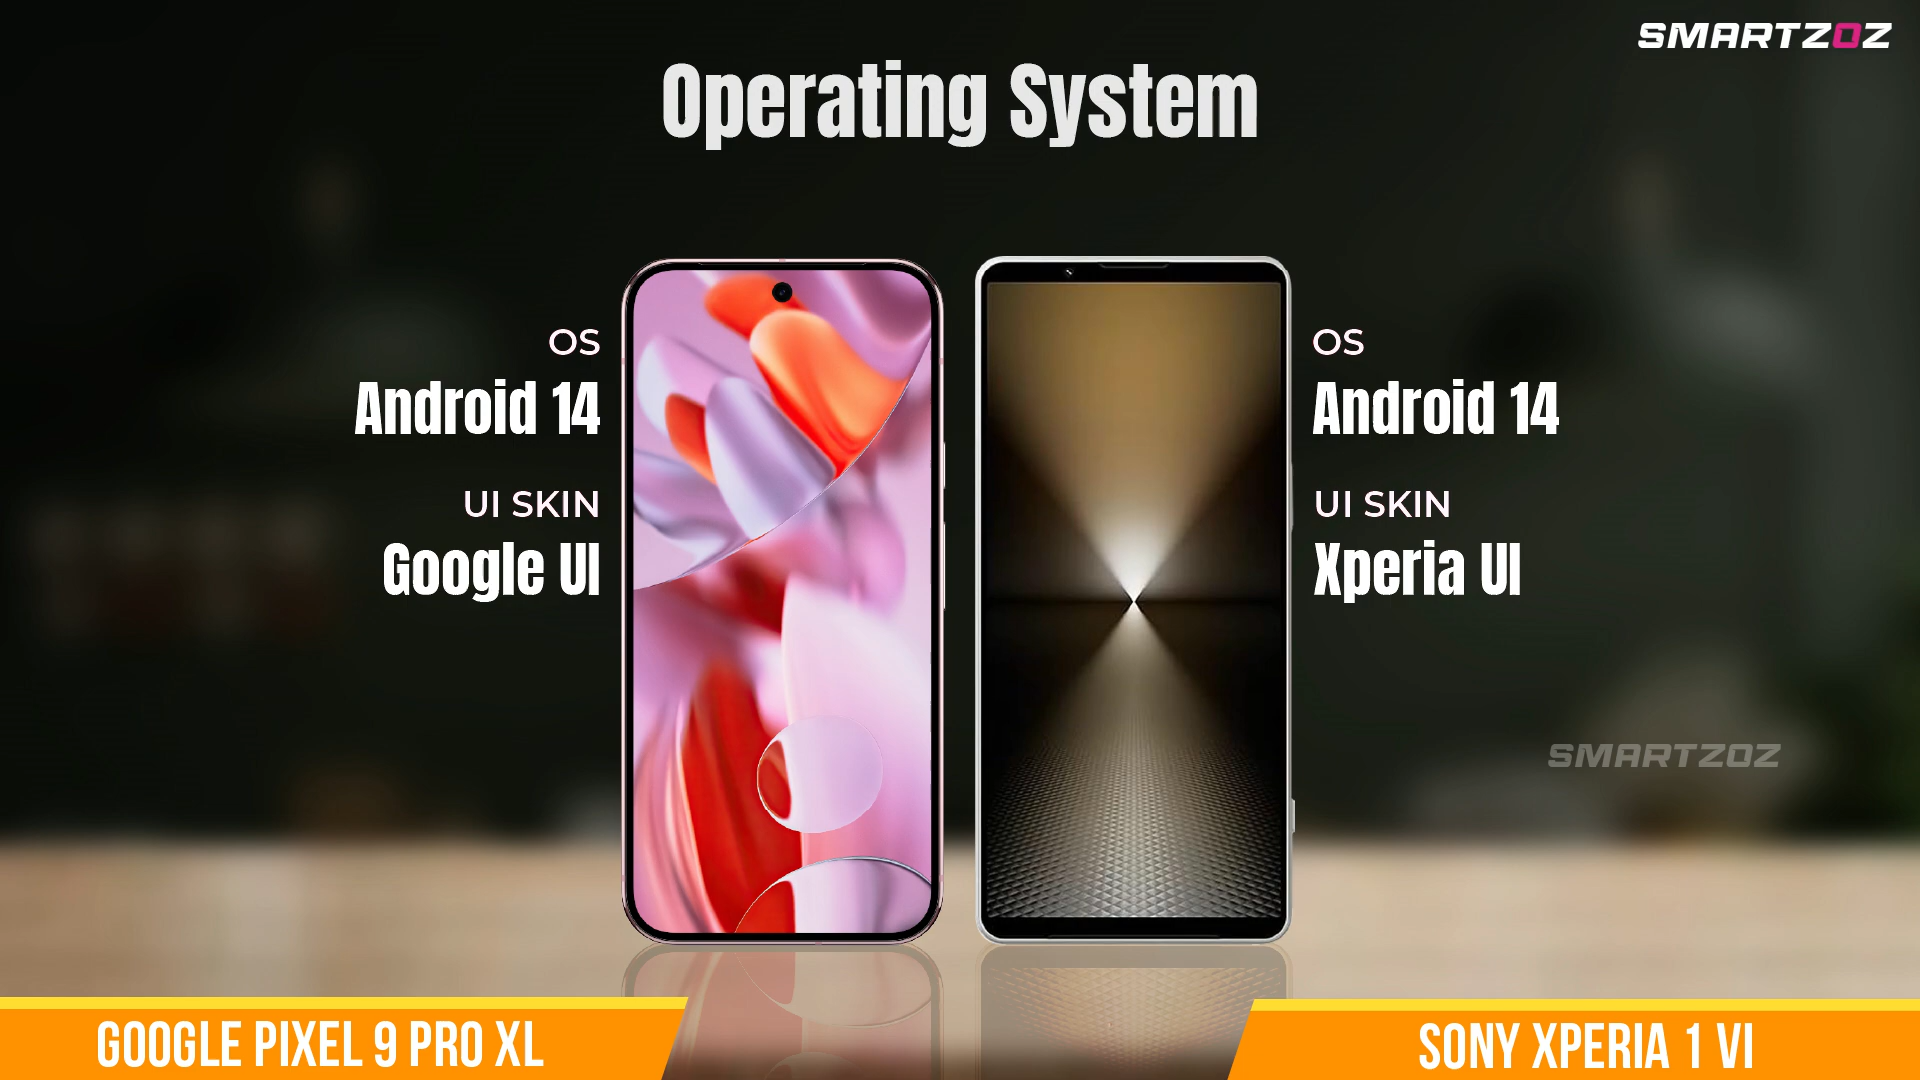 SMARTZOZ
Operating System
OS
Android 14
UI SKIN
Google UI
OS
Android 14
UI SKIN
Xperia UI
SMARTZOZ
GOOGLE PIXEL 9 PRO XL
SONY XPERIA 1 VI